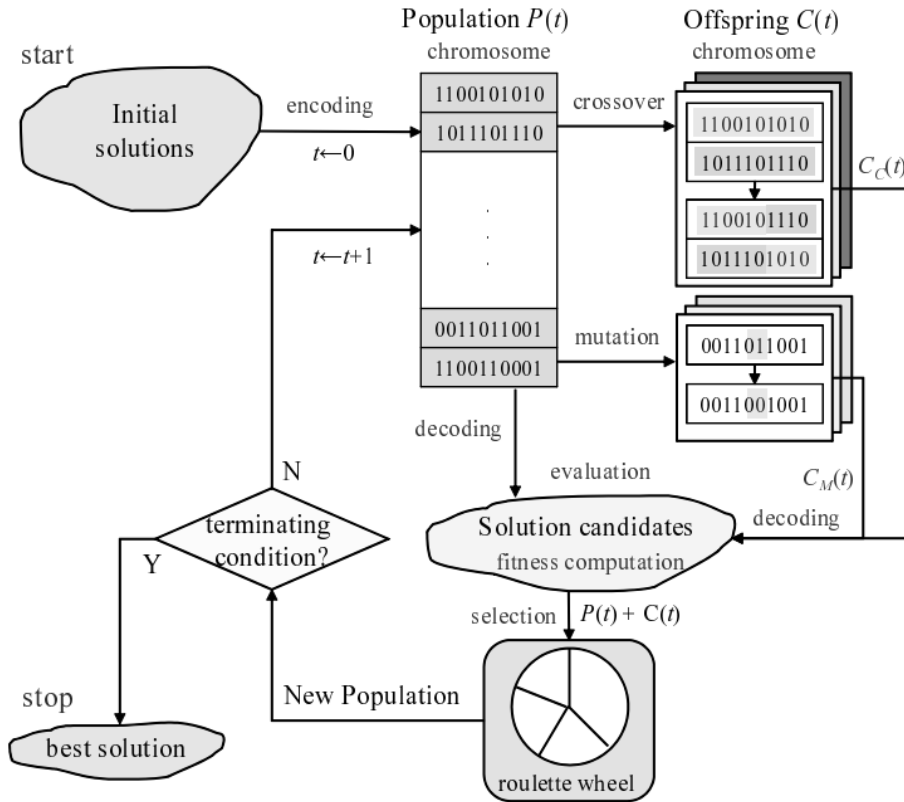 Population P(t)
chromosome
1100101010
1011101110
.
.
.
0011011001
1100110001
Offspring C(t)
chromosome
1100101010
1011101110
1100101110
1011101010
C_C(t)
start
Initial
solutions
encoding
t←0
crossover
t←t+1
mutation
0011011001
0011001001
C_M(t)
decoding
decoding
evaluation
Solution candidates
fitness computation
selection
P(t) + C(t)
roulette wheel
New Population
terminating
condition?
N
Y
stop
best solution